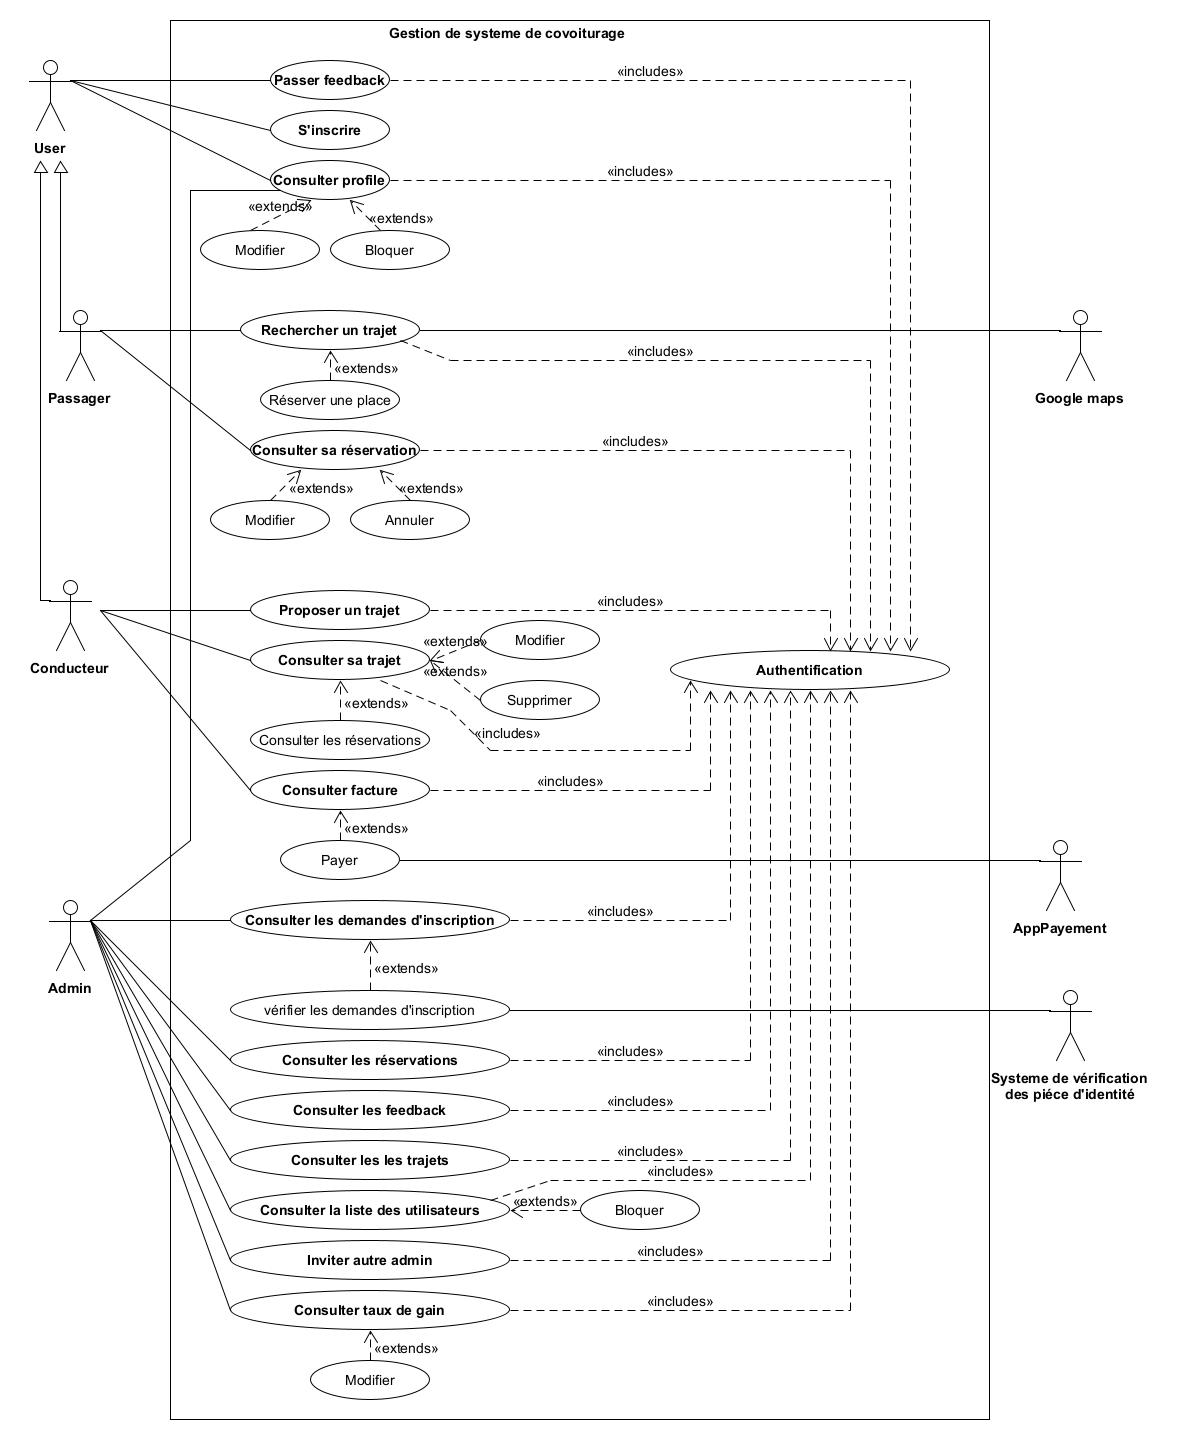 Gestion de systeme de covoiturage
Passer feedback
«includes»
User
S'inscrire
Consulter profile
«includes»
«extends»
«extends»
Modifier
Bloquer
Passager
Rechercher un trajet
«includes»
Google maps
«extends»
Réserver une place
Consulter sa réservation
«includes»
«extends»
«extends»
Modifier
Annuler
Conducteur
Proposer un trajet
«includes»
Consulter sa trajet
«extends»
Modifier
«extends»
Supprimer
Authentification
«extends»
«includes»
Consulter les réservations
Consulter facture
«includes»
«extends»
Payer
AppPayement
Admin
Consulter les demandes d'inscription
«includes»
«extends»
vérifier les demandes d'inscription
Systeme de vérification
des piéce d'identité
Consulter les réservations
«includes»
Consulter les feedback
«includes»
Consulter les les trajets
«includes»
«includes»
Consulter la liste des utilisateurs
«extends»
Bloquer
Inviter autre admin
«includes»
Consulter taux de gain
«includes»
«extends»
Modifier